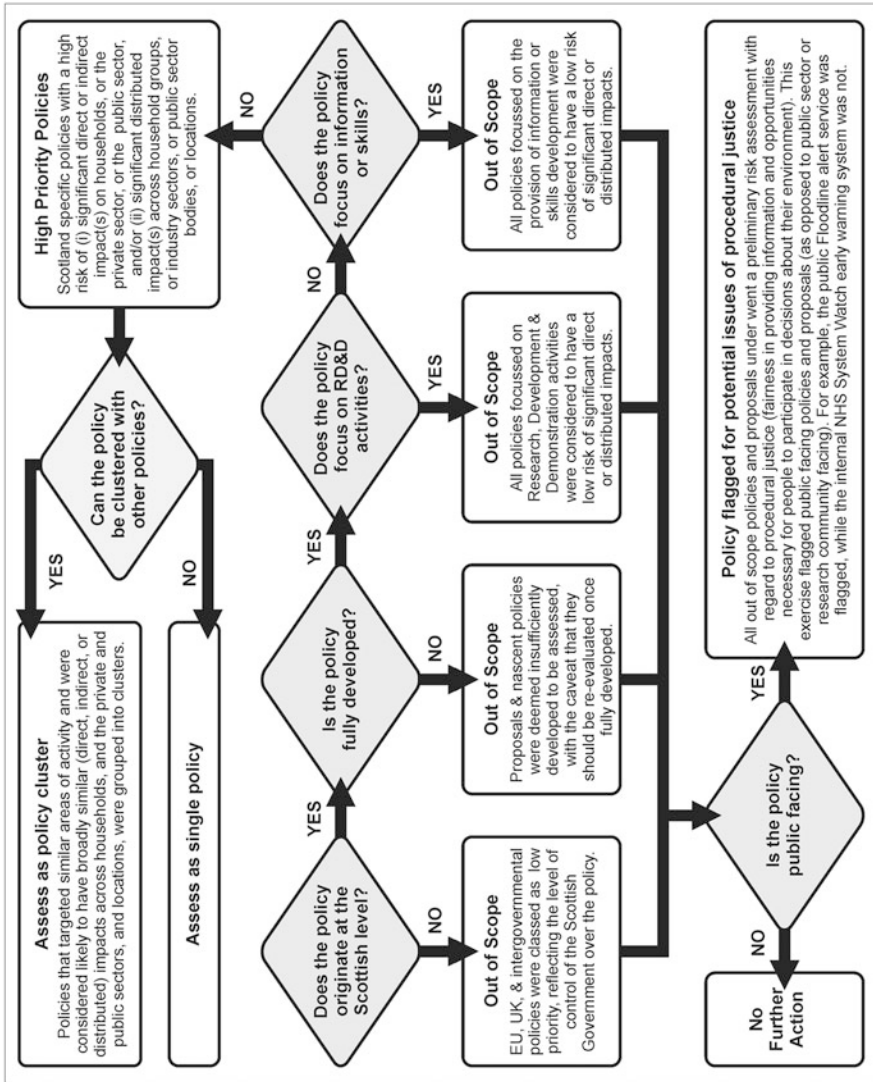 Assess as policy cluster
Policies that targeted similar areas of activity and were
considered likely to have broadly similar (direct, indirect, or
distributed) impacts across households, and the private and
public sectors, and locations, were grouped into clusters.
Assess as single policy
YES
NO
Can the policy
be clustered with
other policies?
High Priority Policies
Scotland specific policies with a high
risk of (i) significant direct or indirect
impact(s) on households, or the
private sector, or the public sector,
and/or (ii) significant distributed
impact(s) across household groups,
or industry sectors, or public sector
bodies, or locations.
Does the policy
originate at the
Scottish level?
YES
Is the policy
fully developed?
YES
Does the policy
focus on RD&D
activities?
NO
Does the policy
focus on information
or skills?
NO
NO
NO
YES
YES
Out of Scope
EU, UK, & intergovernmental
policies were classed as low
priority, reflecting the level of
control of the Scottish
Government over the policy.
Out of Scope
Proposals & nascent policies
were deemed insufficiently
developed to be assessed,
with the caveat that they
should be re-evaluated once
fully developed.
Out of Scope
All policies focussed on
Research, Development &
Demonstration activities
were considered to have a
low risk of significant direct
or distributed impacts.
Out of Scope
All policies focussed on the
provision of information or
skills development were
considered to have a low risk
of significant direct or
distributed impacts.
No
Further
Action
NO
Is the policy
public facing?
YES
Policy flagged for potential issues of procedural justice
All out of scope policies and proposals under went a preliminary risk assessment with
regard to procedural justice (fairness in providing information and opportunities
necessary for people to participate in decisions about their environment). This
exercise flagged public facing policies and proposals (as opposed to public sector or
research community facing). For example, the public Floodline alert service was
flagged, while the internal NHS System Watch early warning system was not.